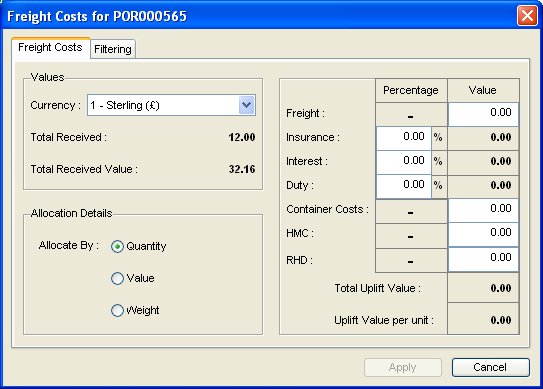 Freight Costs for POR000565
Freight Costs Filtering
Values
Currency : 1 - Sterling (£)
Total Received : 12.00
Total Received Value : 32.16
Allocation Details
Allocate By : Quantity
Value
Weight
Percentage Value
Freight : - 0.00
Insurance : 0.00 % 0.00
Interest : 0.00 % 0.00
Duty : 0.00 % 0.00
Container Costs : - 0.00
HMC : - 0.00
RHD : - 0.00
Total Uplift Value : 0.00
Uplift Value per unit : 0.00
Apply Cancel